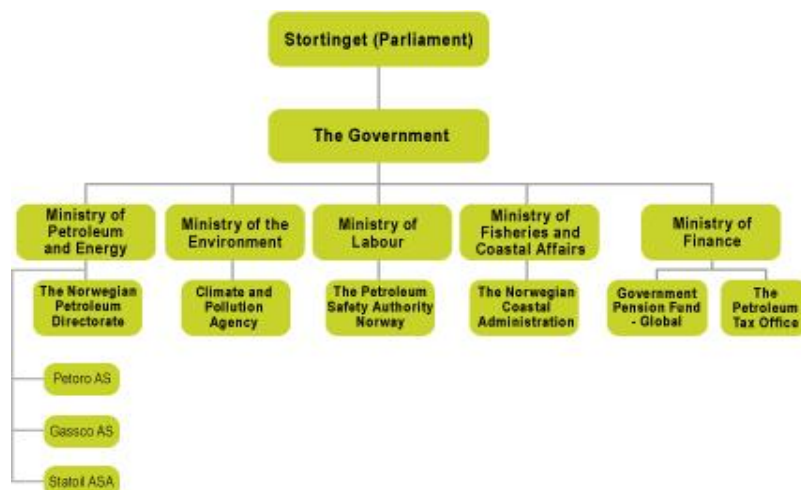 Stortinget (Parliament)
The Government
Ministry of
Petroleum
and Energy
Ministry of the
Environment
Ministry of
Labour
Ministry of
Fisheries and
Coastal Affairs
Ministry of
Finance
The Norwegian
Petroleum
Directorate
Climate and
Pollution
Agency
The Petroleum
Safety Authority
Norway
The Norwegian
Coastal
Administration
Government
Pension Fund
- Global
The
Petroleum
Tax Office
Petoro AS
Gassco AS
Statoil ASA